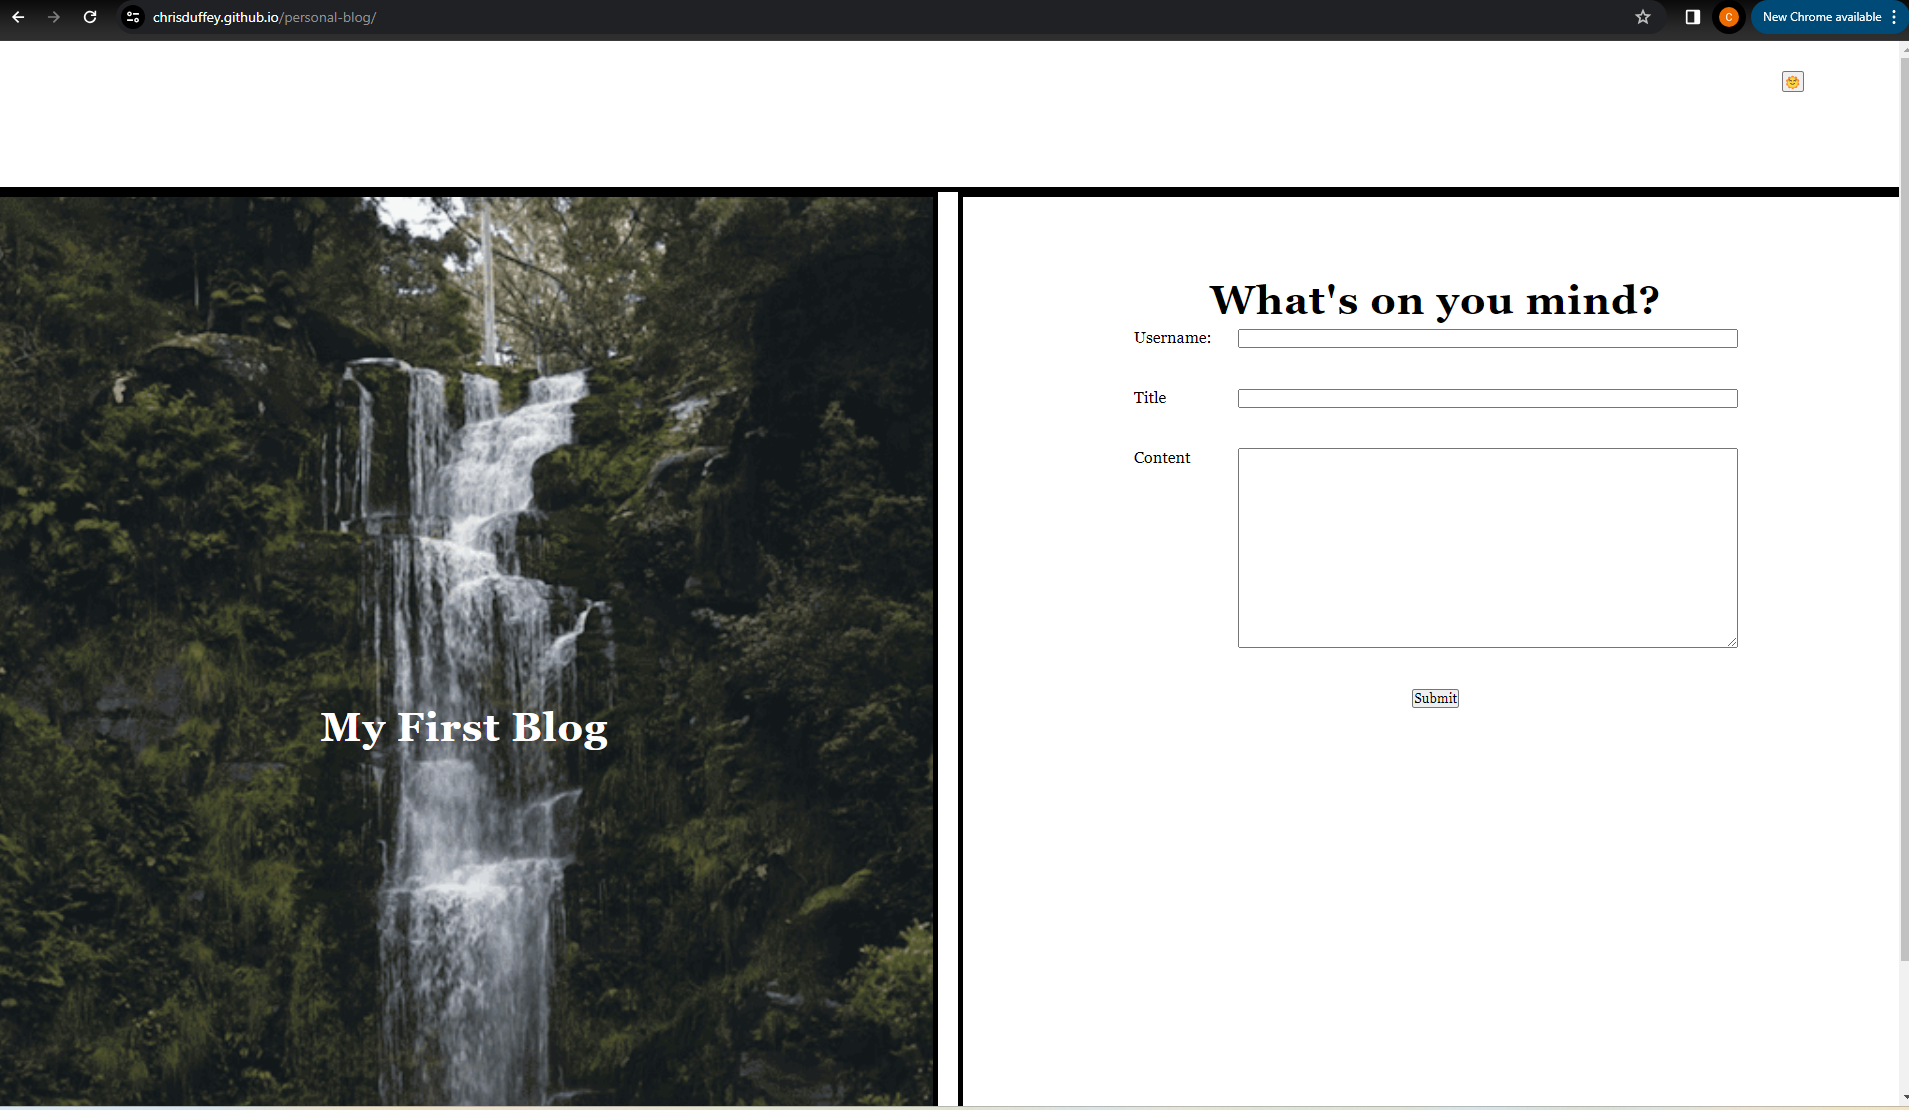 chrisduffey.github.io/personal-blog/
C
New Chrome available
What's on you mind?
Username:
Title
Content
Submit
My First Blog